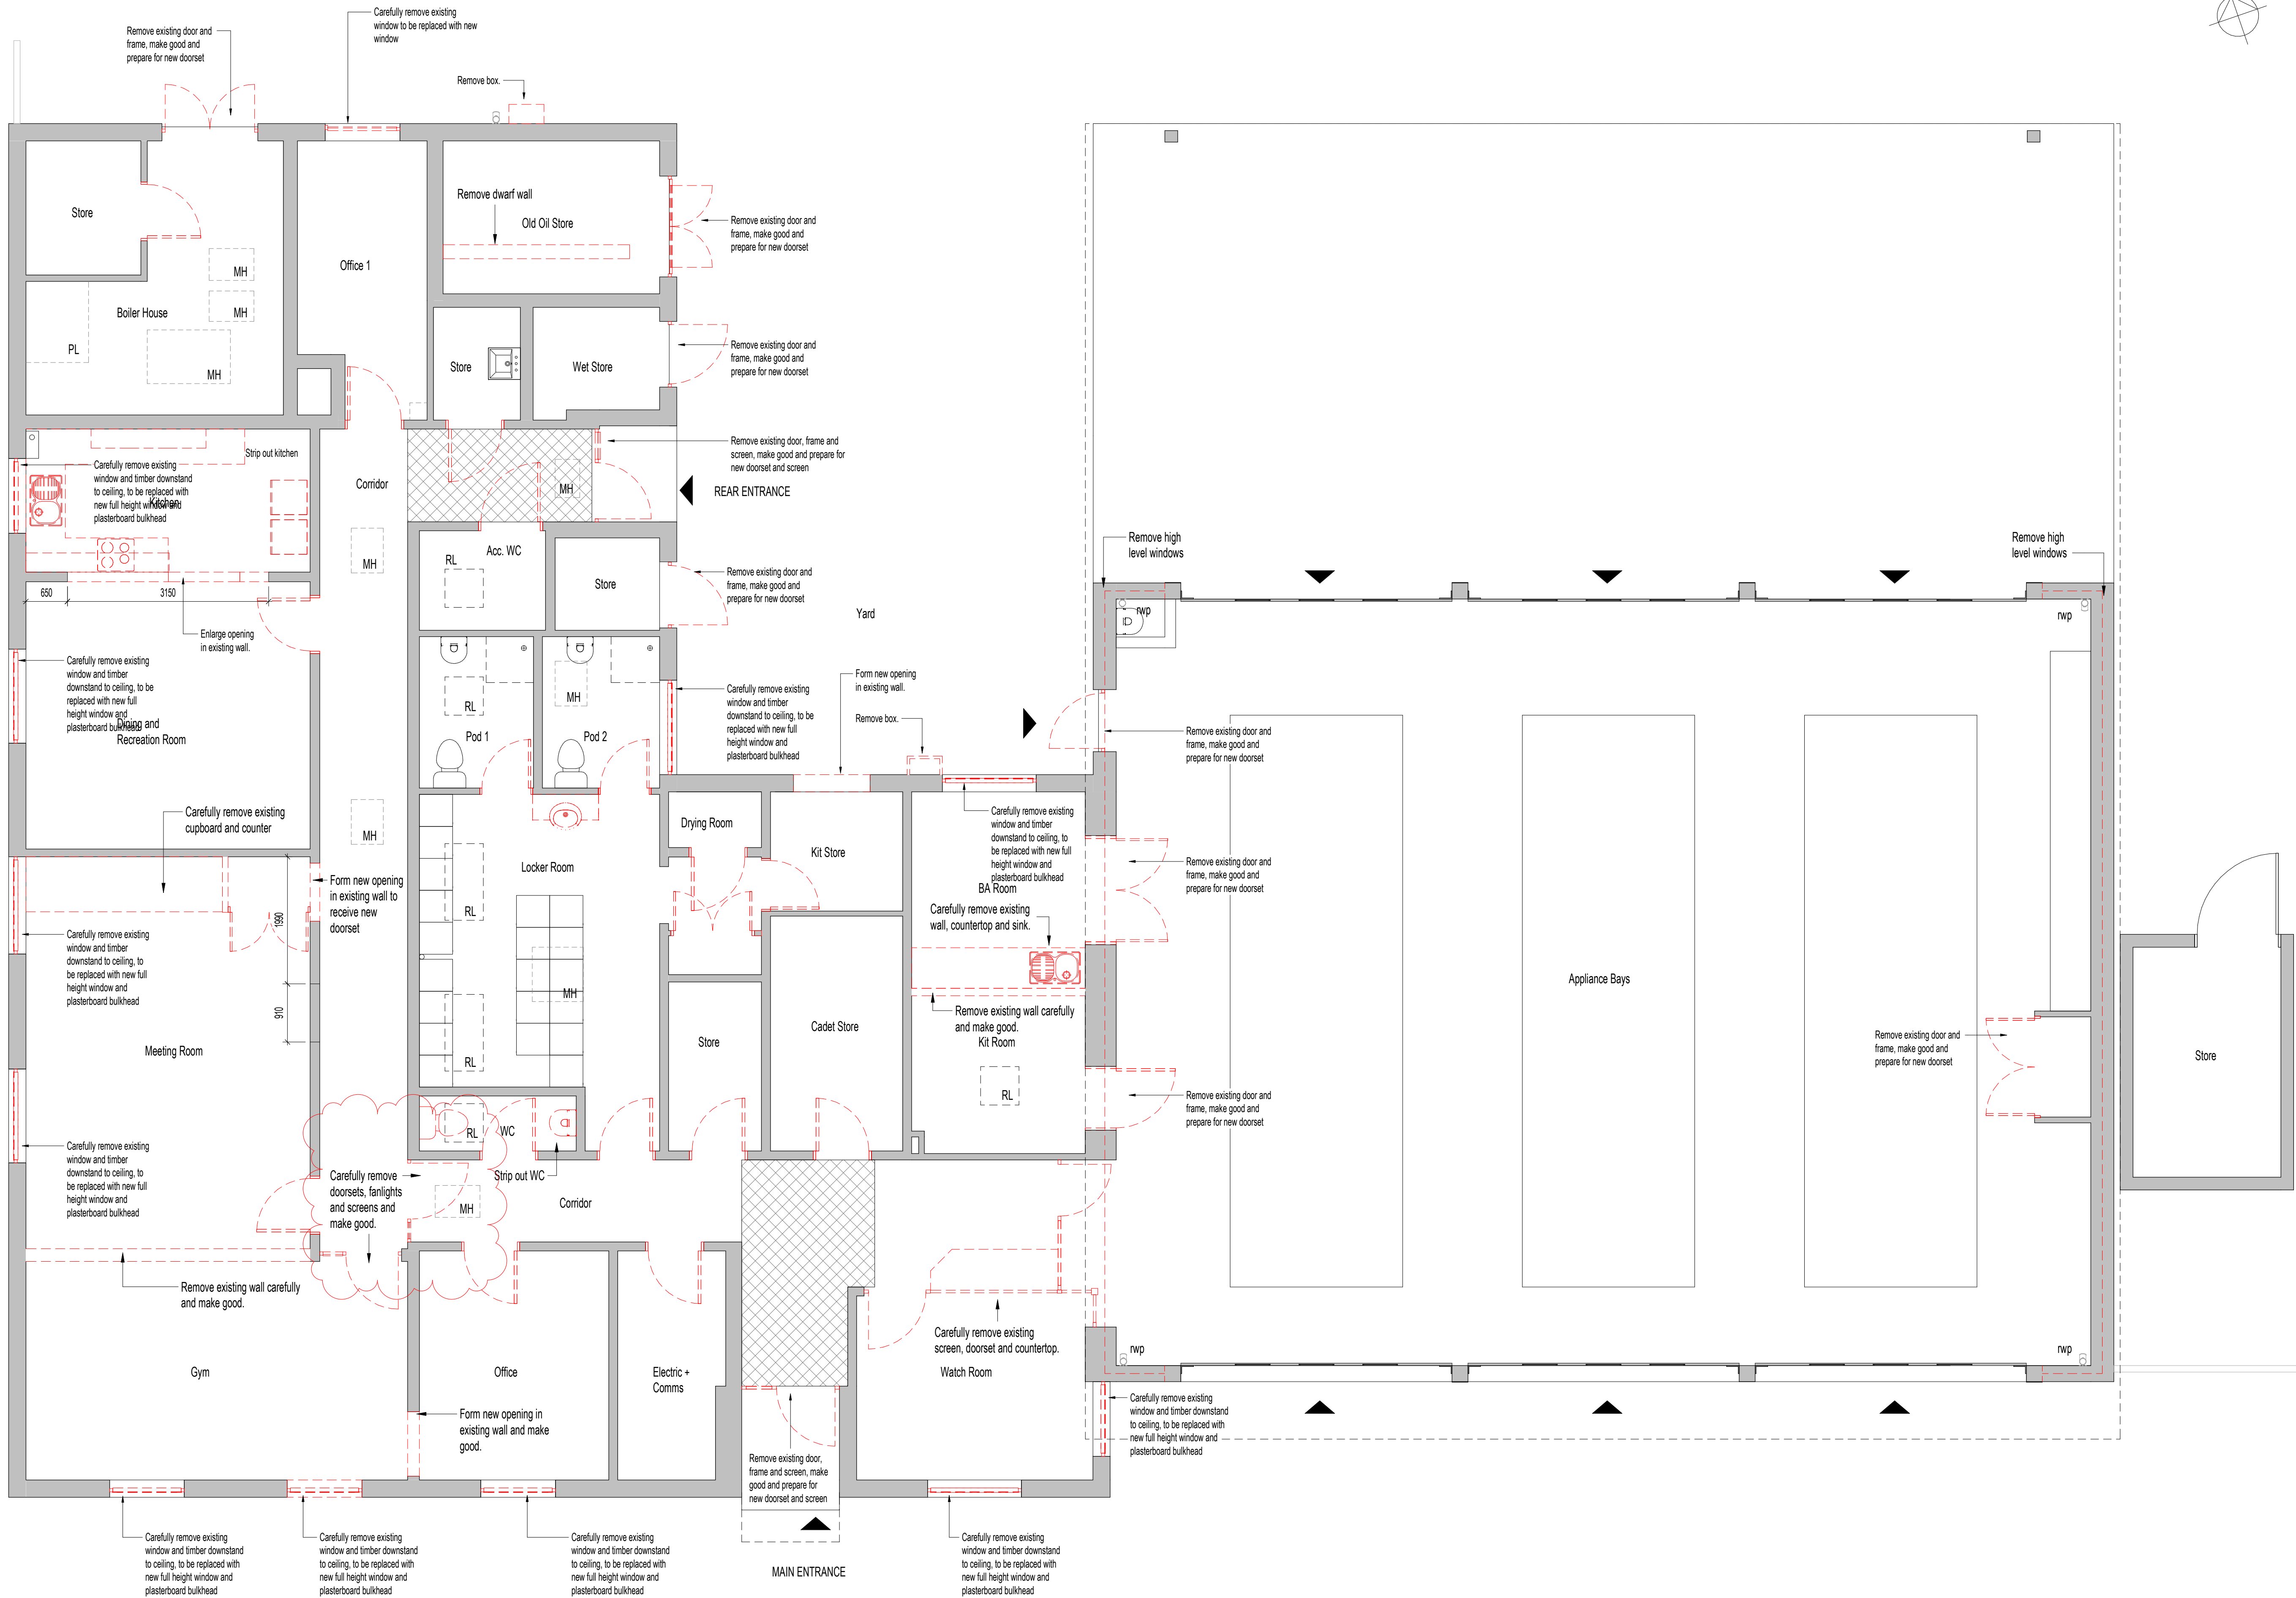 Carefully remove existing
window to be replaced with new
window
Remove existing door and
frame, make good and
prepare for new doorset
Remove box.
Store
Remove dwarf wall
Old Oil Store
Remove existing door and
frame, make good and
prepare for new doorset
Office 1
MH
MH
Boiler House
PL
MH
Store
Wet Store
Remove existing door and
frame, make good and
prepare for new doorset
Strip out kitchen
Carefully remove existing
window and timber downstand
to ceiling, to be replaced with
new full height window and
plasterboard bulkhead
Kitchen
Corridor
MH
Remove existing door, frame and
screen, make good and prepare for
new doorset and screen
REAR ENTRANCE
MH
RL
Acc. WC
Store
Remove existing door and
frame, make good and
prepare for new doorset
650
3150
Enlarge opening
in existing wall.
Yard
Remove high
level windows
Remove high
level windows
rwp
rwp
Carefully remove existing
window and timber
downstand to ceiling, to be
replaced with new full
height window and
plasterboard bulkhead
Dining and
Recreation Room
RL
MH
Pod 1
Pod 2
Carefully remove existing
window and timber
downstand to ceiling, to be
replaced with new full
height window and
plasterboard bulkhead
Form new opening
in existing wall.
Remove box.
Remove existing door and
frame, make good and
prepare for new doorset
Carefully remove existing
cupboard and counter
MH
Drying Room
Kit Store
Carefully remove existing
window and timber
downstand to ceiling, to
be replaced with new full
height window and
plasterboard bulkhead
BA Room
Remove existing door and
frame, make good and
prepare for new doorset
Form new opening
in existing wall to
receive new
doorset
Locker Room
RL
1990
Carefully remove existing
wall, countertop and sink.
Carefully remove existing
window and timber
downstand to ceiling, to
be replaced with new full
height window and
plasterboard bulkhead
MH
Appliance Bays
910
Remove existing wall carefully
and make good.
Kit Room
Cadet Store
Store
Meeting Room
RL
RL
Remove existing door and
frame, make good and
prepare for new doorset
Store
Remove existing door and
frame, make good and
prepare for new doorset
Carefully remove existing
window and timber
downstand to ceiling, to
be replaced with new full
height window and
plasterboard bulkhead
RL
WC
Strip out WC
Carefully remove
doorsets, fanlights
and screens and
make good.
MH
Corridor
Remove existing wall carefully
and make good.
Carefully remove existing
screen, doorset and countertop.
rwp
rwp
Gym
Office
Electric +
Comms
Watch Room
Form new opening in
existing wall and make
good.
Carefully remove existing
window and timber downstand
to ceiling, to be replaced with
new full height window and
plasterboard bulkhead
Remove existing door,
frame and screen, make
good and prepare for
new doorset and screen
Carefully remove existing
window and timber downstand
to ceiling, to be replaced with
new full height window and
plasterboard bulkhead
Carefully remove existing
window and timber downstand
to ceiling, to be replaced with
new full height window and
plasterboard bulkhead
Carefully remove existing
window and timber downstand
to ceiling, to be replaced with
new full height window and
plasterboard bulkhead
MAIN ENTRANCE
Carefully remove existing
window and timber downstand
to ceiling, to be replaced with
new full height window and
plasterboard bulkhead